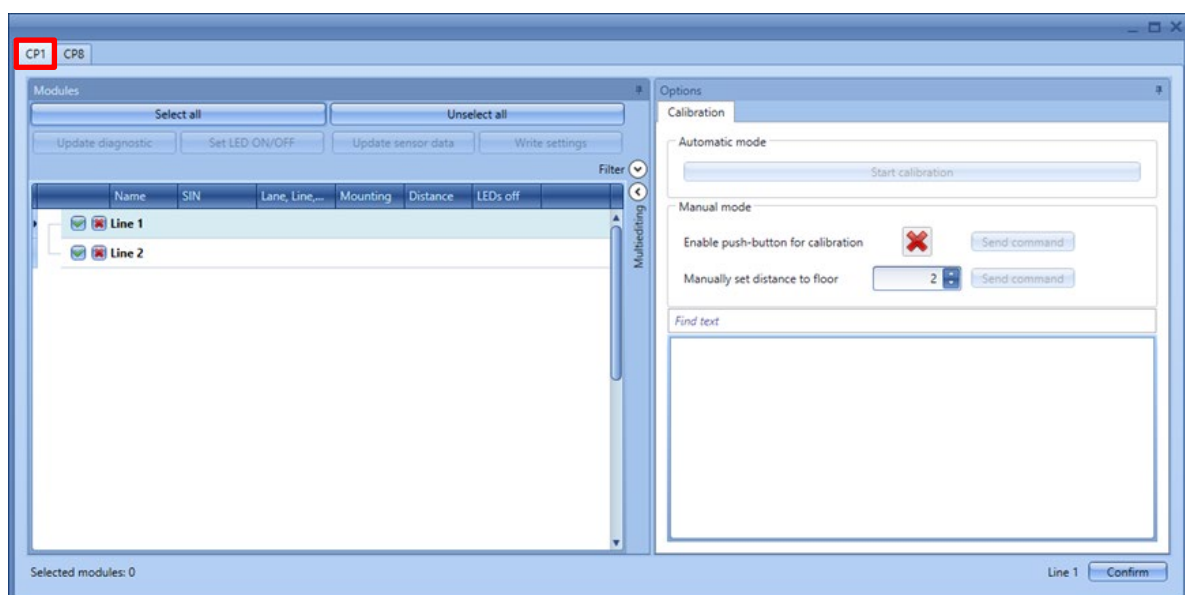 CP1 CP8
Modules
Select all Unselect all
Update diagnostic Set LED ON/OFF Update sensor data Write settings
Filter
Name SIN Lane, Line,... Mounting Distance LEDs off
Line 1
Line 2
Multiediting
Selected modules: 0
Options
Calibration
Automatic mode
Start calibration
Manual mode
Enable push-button for calibration Send command
Manually set distance to floor 2 Send command
Find text
Line 1 Confirm